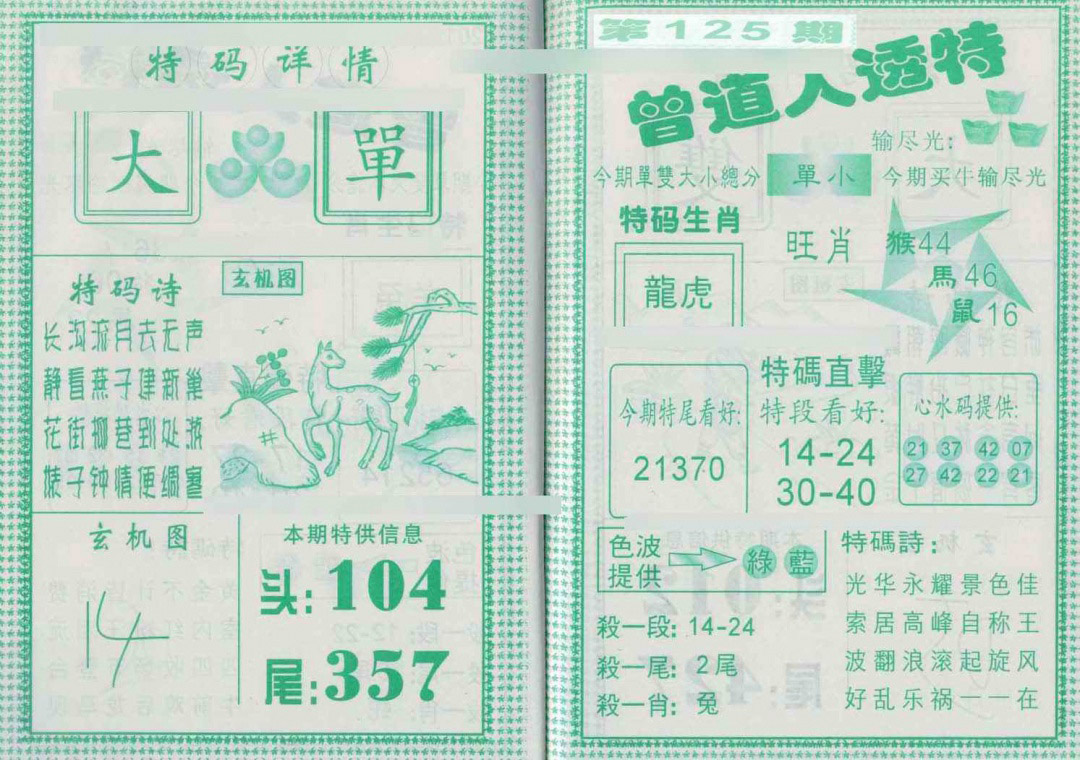 特码详情
大 單
特码诗
长沟流月去无声
静看燕子建新巢
花街柳巷到处游
婊子钟情便绸寒
玄机图
玄机图
14
本期特供信息
头:104
尾:357
第125期
曾道人透特
输尽光:
今期單雙大小總分 單小 今期买牛输尽光
特码生肖
龍虎
旺肖
猴44
馬46
鼠16
今期特尾看好:
21370
特碼直擊
特段看好:
14-24
30-40
心水码提供:
21 37 42 07
27 42 22 21
色波
提供
綠 藍
殺一段: 14-24
殺一尾: 2尾
殺一肖: 兔
特碼詩:
光华永耀景色佳
索居高峰自称王
波翻浪滚起旋风
好乱乐祸一一在